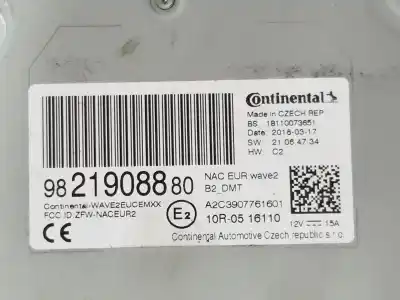 Continental
Made in CZECH REP
BS: 18110073651
Date: 2018-03-17
SW: 21 06 47 34
HW: C2
98 219088 80
NAC EUR wave2
B2_DMT
Continental-WAVE2EUCEMXX
FCC ID:ZFW-NACEUR2
CE
E2
A2C3907761601
10R-05 16110
12V 15A
Continental Automotive Czech republic s.r.o.